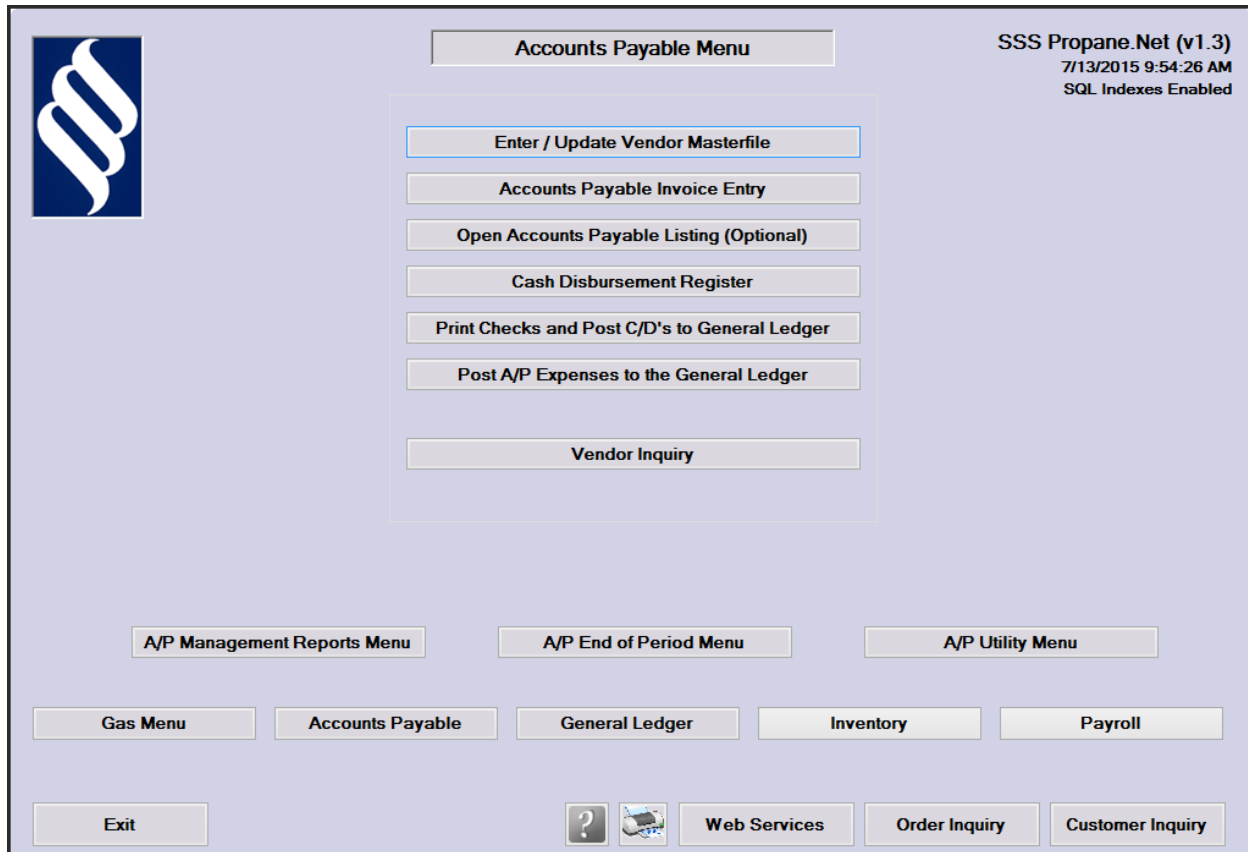 Accounts Payable Menu
SSS Propane.Net (v1.3)
7/13/2015 9:54:26 AM
SQL Indexes Enabled
Enter / Update Vendor Masterfile
Accounts Payable Invoice Entry
Open Accounts Payable Listing (Optional)
Cash Disbursement Register
Print Checks and Post C/D's to General Ledger
Post A/P Expenses to the General Ledger
Vendor Inquiry
A/P Management Reports Menu
A/P End of Period Menu
A/P Utility Menu
Gas Menu
Accounts Payable
General Ledger
Inventory
Payroll
Exit
?
Web Services
Order Inquiry
Customer Inquiry